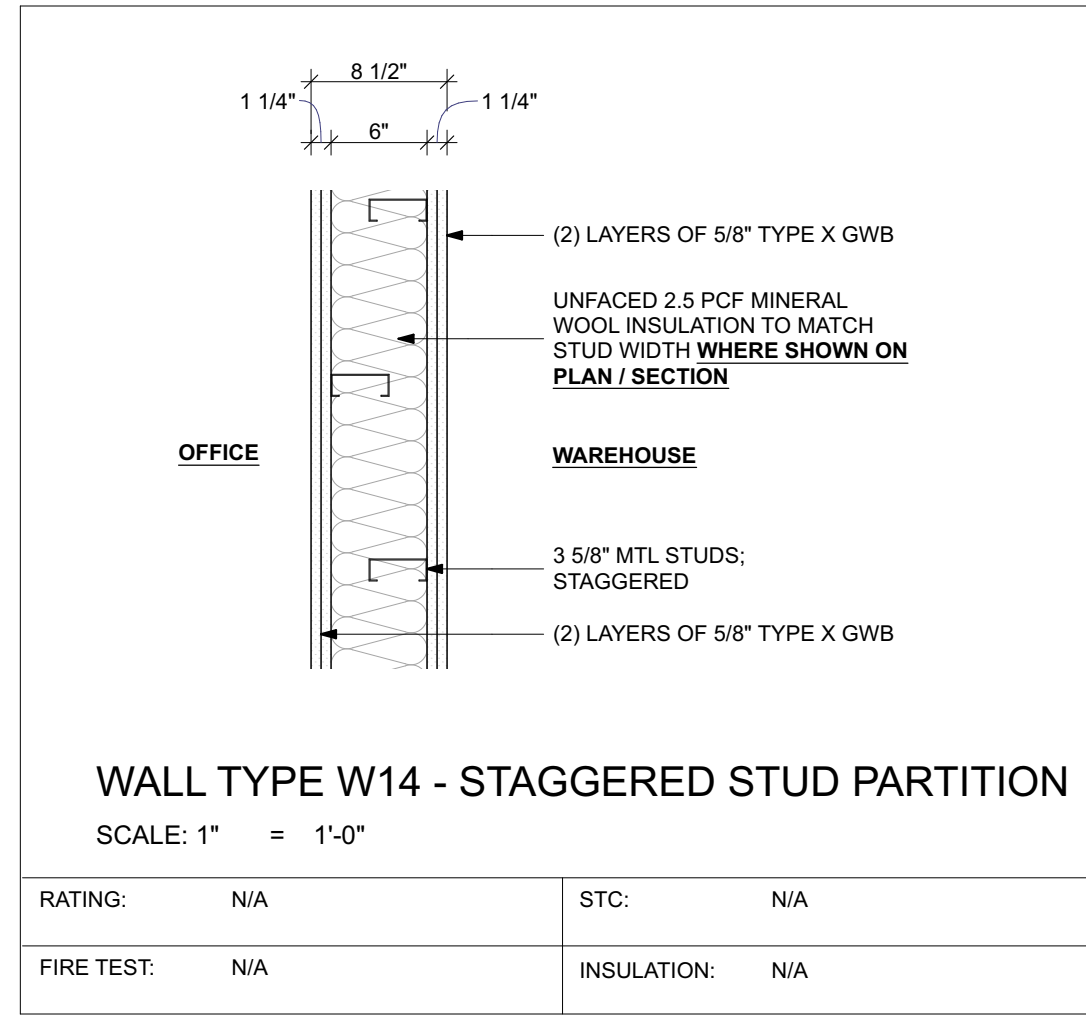 8 1/2"
1 1/4"
1 1/4"
6"
(2) LAYERS OF 5/8" TYPE X GWB
UNFACED 2.5 PCF MINERAL
WOOL INSULATION TO MATCH
STUD WIDTH WHERE SHOWN ON
PLAN / SECTION
OFFICE
WAREHOUSE
3 5/8" MTL STUDS;
STAGGERED
(2) LAYERS OF 5/8" TYPE X GWB
WALL TYPE W14 - STAGGERED STUD PARTITION
SCALE: 1" = 1'-0"
RATING: N/A
STC: N/A
FIRE TEST: N/A
INSULATION: N/A